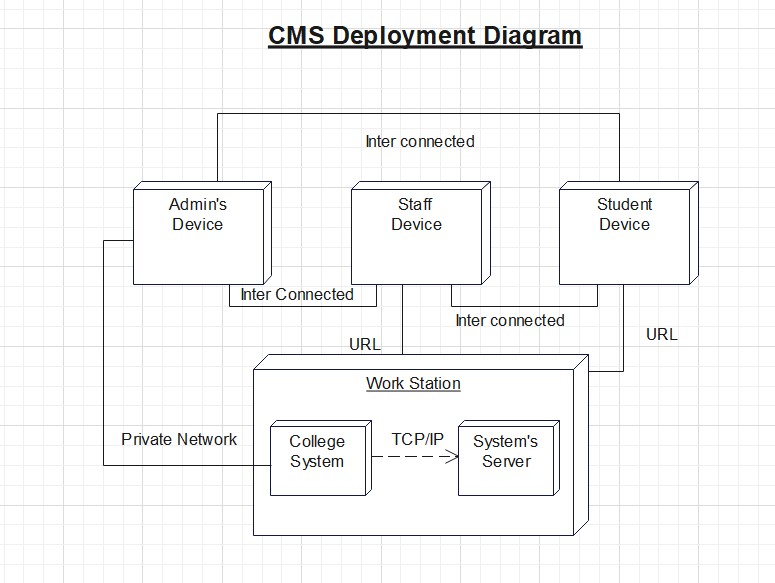 CMS Deployment Diagram
Inter connected
Admin's
Device
Staff
Device
Student
Device
Inter Connected
Inter connected
URL
URL
Work Station
Private Network
College
System
TCP/IP
System's
Server